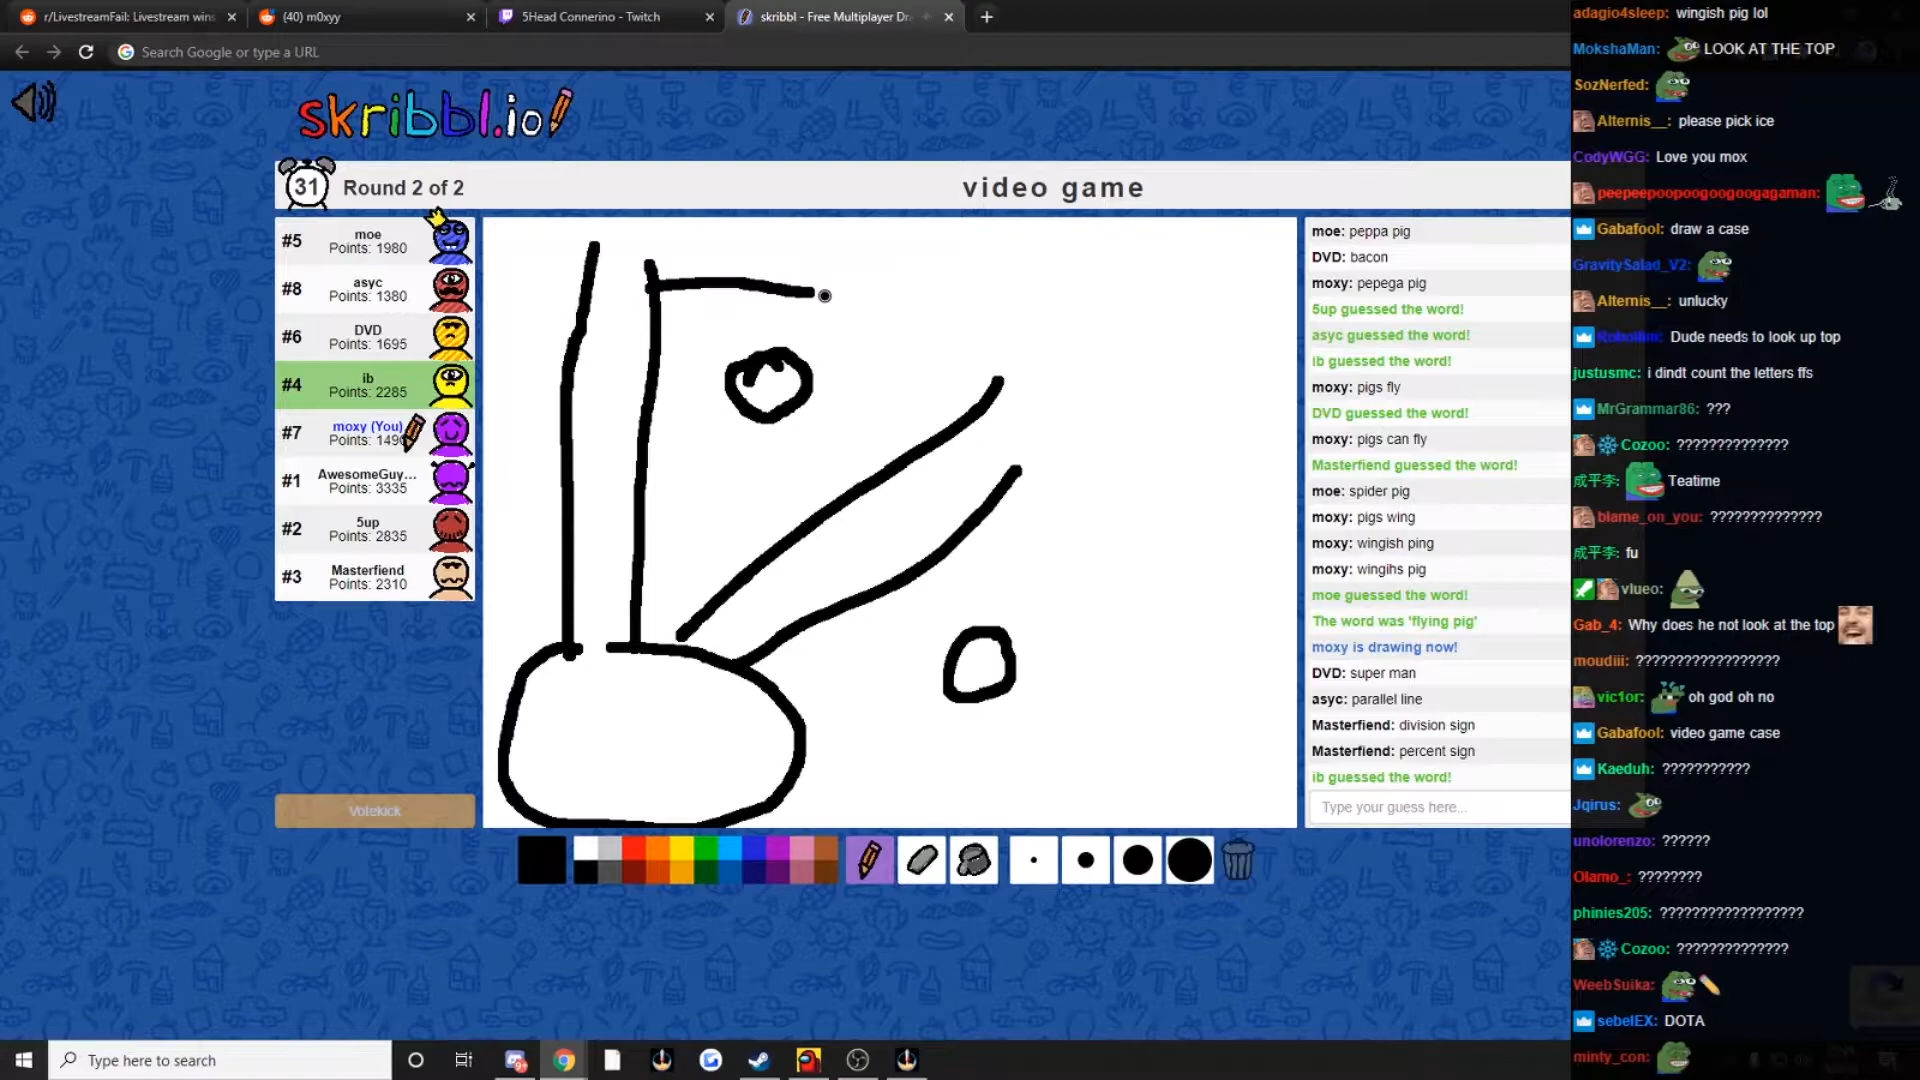 r/LivestreamFail: Livestream wins
(40) m0xyy
5Head Connerino - Twitch
skribbl - Free Multiplayer Dr
Search Google or type a URL
skribbl.io
31
Round 2 of 2
video game
#5
moe
Points: 1980
#8
asyc
Points: 1380
#6
DVD
Points: 1695
#4
ib
Points: 2285
#7
moxy (You)
Points: 149
#1
AwesomeGuy...
Points: 3335
#2
5up
Points: 2835
#3
Masterfiend
Points: 2310
Votekick
moe: peppa pig
DVD: bacon
moxy: pepega pig
5up guessed the word!
asyc guessed the word!
ib guessed the word!
moxy: pigs fly
DVD guessed the word!
moxy: pigs can fly
Masterfiend guessed the word!
moe: spider pig
moxy: pigs wing
moxy: wingish ping
moxy: wingihs pig
moe guessed the word!
The word was 'flying pig'
moxy is drawing now!
DVD: super man
asyc: parallel line
Masterfiend: division sign
Masterfiend: percent sign
ib guessed the word!
Type your guess here...
adagio4sleep: wingish pig lol
MokshaMan: LOOK AT THE TOP
SozNerfed:
Alternis__: please pick ice
CodyWGG: Love you mox
peepeepoopoogoogoogagaman:
Gabafool: draw a case
GravitySalad_V2:
Alternis__: unlucky
Dude needs to look up top
justusmc: i dindt count the letters ffs
MrGrammar86: ???
Cozoo: ??????????????
成平李: Teatime
blame_on_you: ??????????????
成平李: fu
vlueo:
Gab_4: Why does he not look at the top
moudiii: ??????????????????
vic1or: oh god oh no
Gabafool: video game case
Kaeduh: ???????????
Jqirus:
unolorenzo: ??????
Olamo_: ????????
phinies205: ??????????????????
Cozoo: ??????????????
WeebSuika:
sebelEX: DOTA
minty_con:
Type here to search